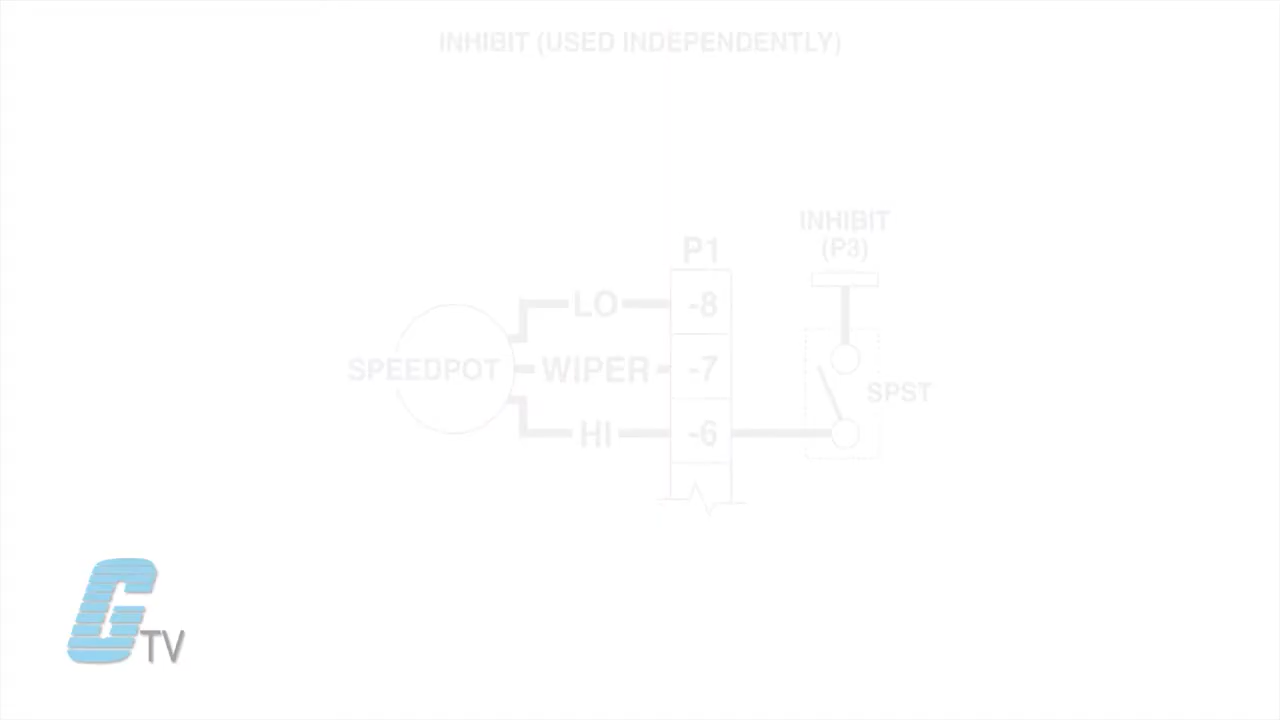 INHIBIT (USED INDEPENDENTLY)
INHIBIT
(P3)
P1
LO
-8
SPEEDPOT
WIPER
-7
SPST
HI
-6
G
TV